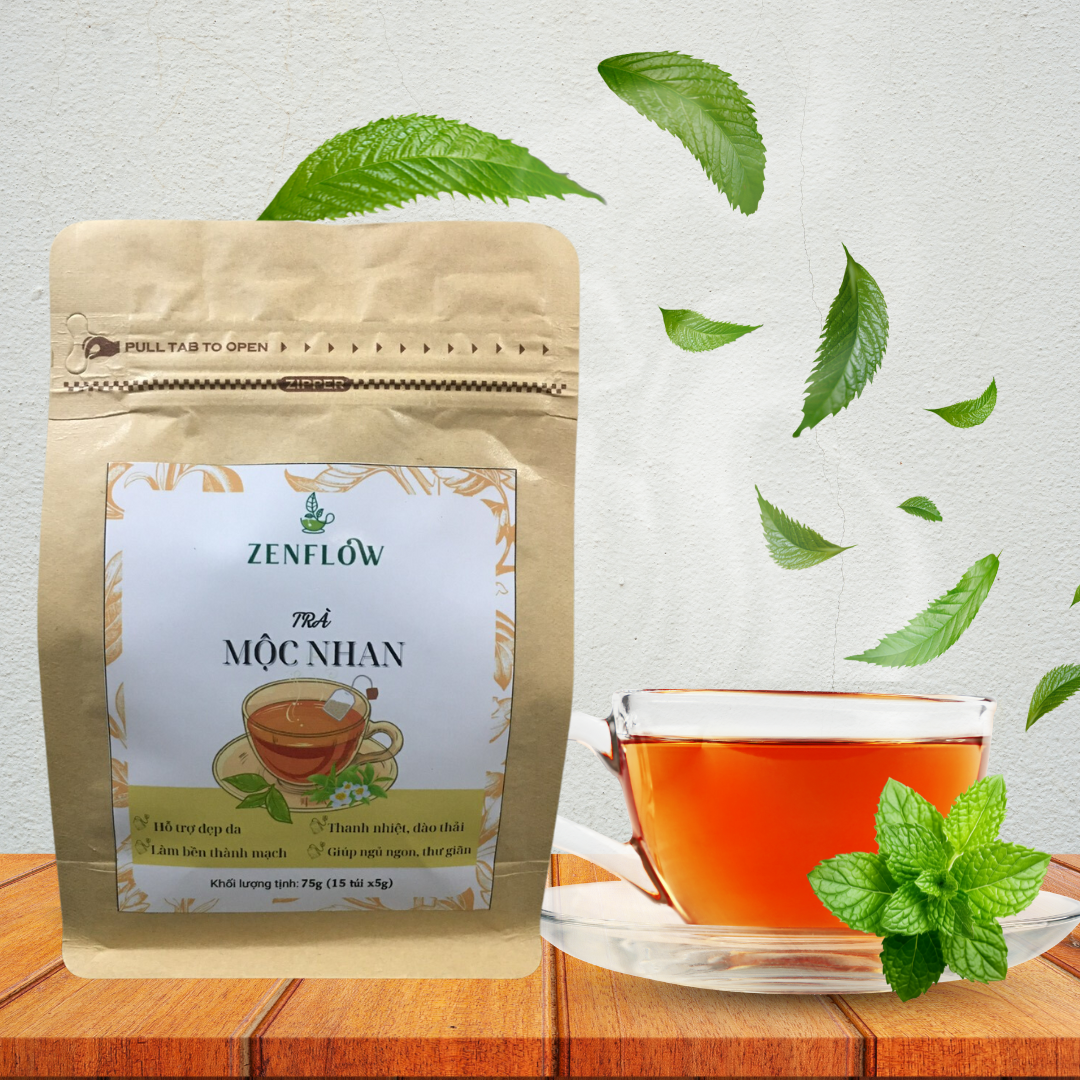 PULL TAB TO OPEN
ZIPPER
ZENFLOW
TRÀ
MỘC NHAN
Hỗ trợ đẹp da
Thanh nhiệt, đào thải
Làm bền thành mạch
Giúp ngủ ngon, thư giãn
Khối lượng tịnh: 75g (15 túi x5g)